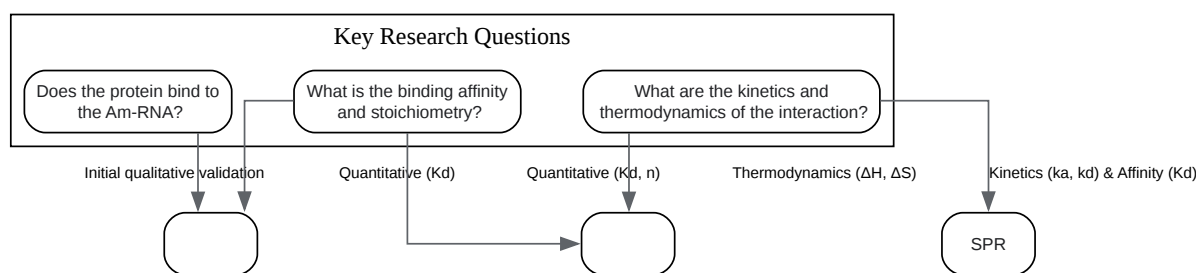 Key Research Questions
Does the protein bind to
the Am-RNA?
What is the binding affinity
and stoichiometry?
What are the kinetics and
thermodynamics of the interaction?
Initial qualitative validation
Quantitative (Kd)
Quantitative (Kd, n)
Thermodynamics (ΔH, ΔS)
Kinetics (ka, kd) & Affinity (Kd)
SPR